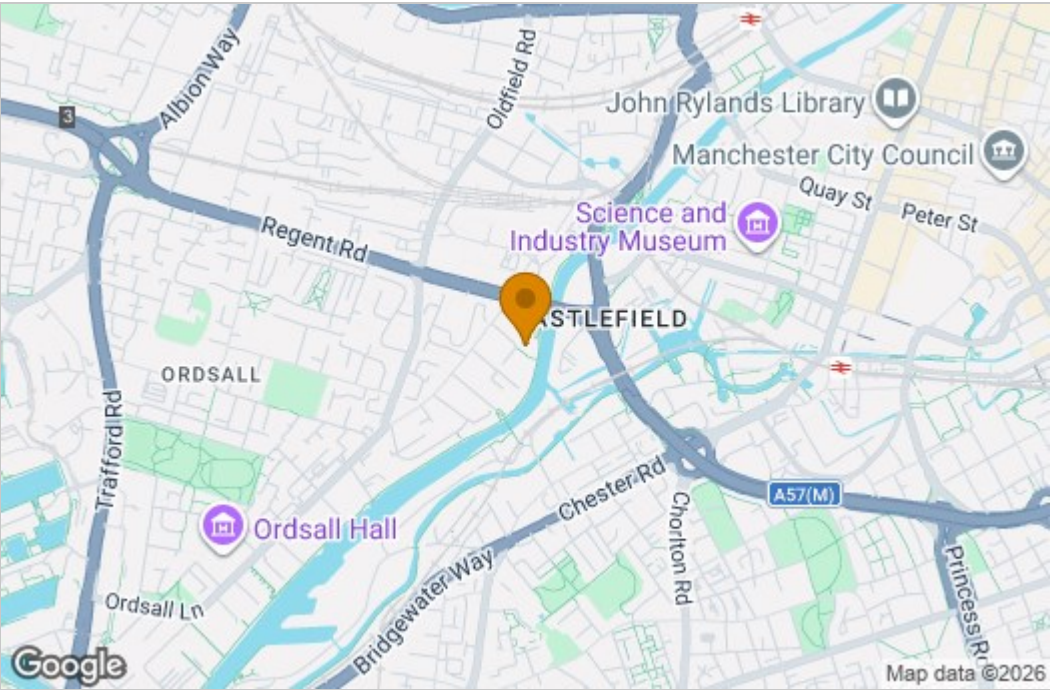 3
Albion Way
Oldfield Rd
John Rylands Library
Manchester City Council
Quay St
Peter St
Science and
Industry Museum
Regent Rd
ASTLEFIELD
ORDSALL
Trafford Rd
Chester Rd
A57(M)
Ordsall Hall
Chorlton Rd
Bridgewater Way
Princess R
Ordsall Ln
Google
Map data ©2026